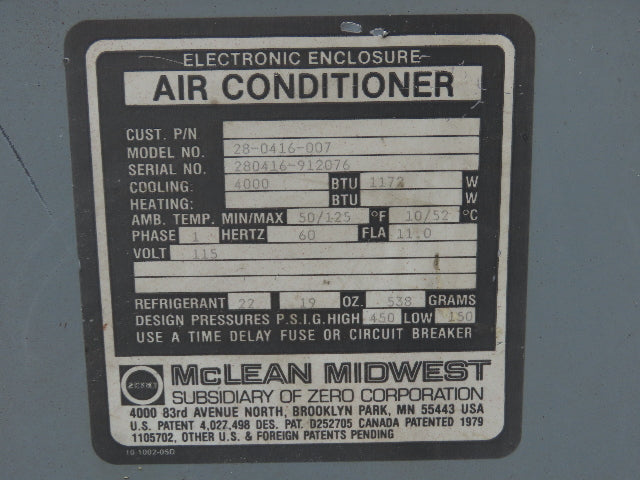 ELECTRONIC ENCLOSURE
AIR CONDITIONER
CUST. P/N
MODEL NO. 28-0416-007
SERIAL NO. 280416-912076
COOLING: 4000 BTU 1172 W
HEATING: BTU W
AMB. TEMP. MIN/MAX 50/125 °F 10/52 °C
PHASE 1 HERTZ 60 FLA 11.0
VOLT 115
REFRIGERANT 22 19 OZ. 538 GRAMS
DESIGN PRESSURES P.S.I.G. HIGH 450 LOW 150
USE A TIME DELAY FUSE OR CIRCUIT BREAKER
ZERO McLEAN MIDWEST
SUBSIDIARY OF ZERO CORPORATION
4000 83rd AVENUE NORTH, BROOKLYN PARK, MN 55443 USA
U.S. PATENT 4,027,498 DES. PAT. D252705 CANADA PATENTED 1979
1105702, OTHER U.S. & FOREIGN PATENTS PENDING
10-1002-05D